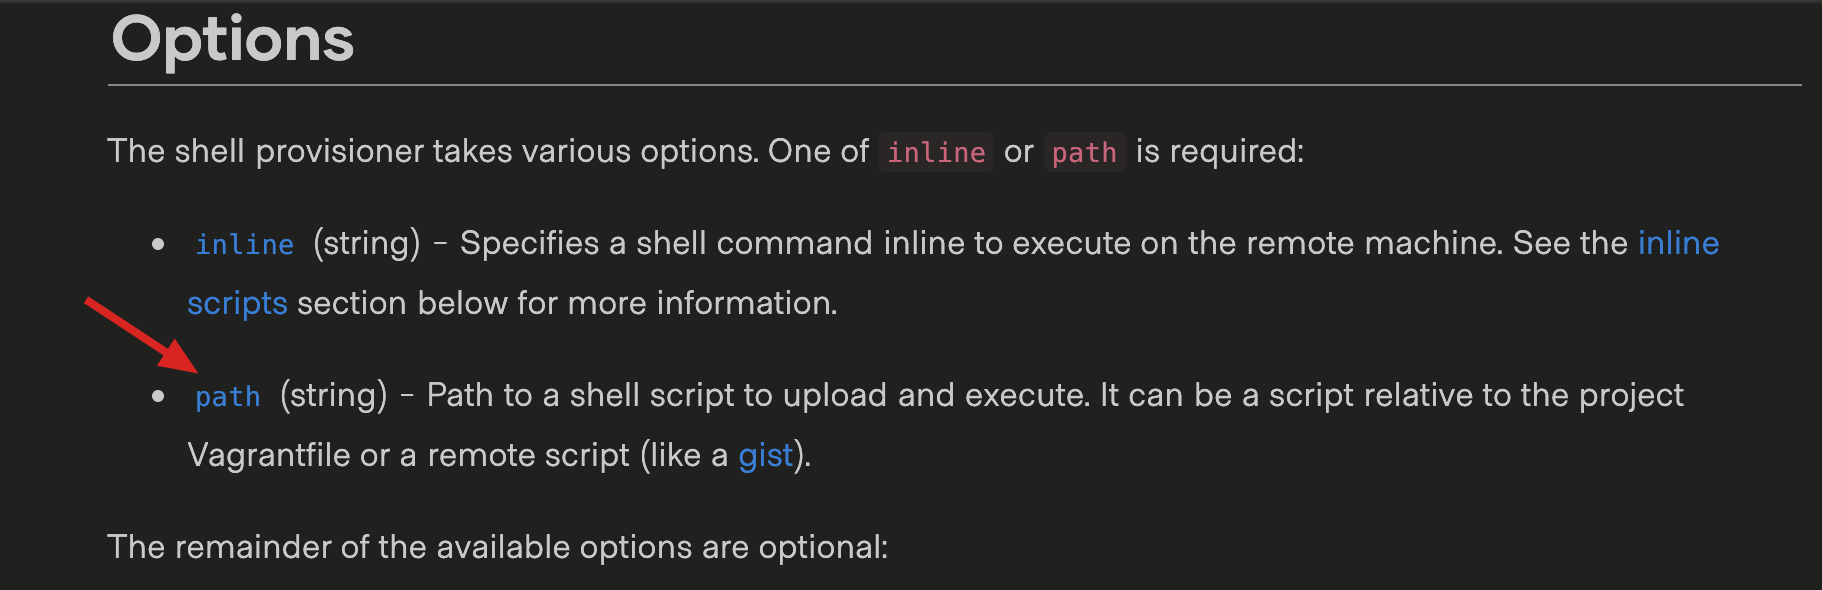 Options
The shell provisioner takes various options. One of inline or path is required:
• inline (string) - Specifies a shell command inline to execute on the remote machine. See the inline
scripts section below for more information.
• path (string) - Path to a shell script to upload and execute. It can be a script relative to the project
Vagrantfile or a remote script (like a gist).
The remainder of the available options are optional: